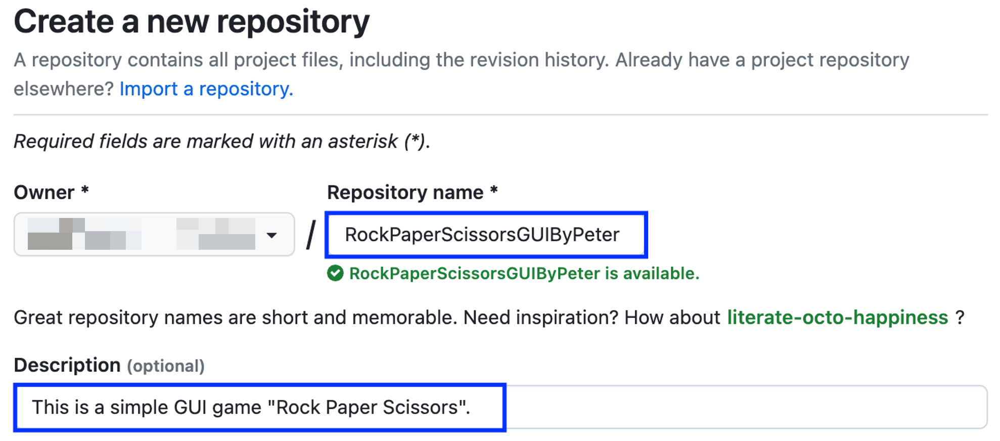 Create a new repository
A repository contains all project files, including the revision history. Already have a project repository
elsewhere? Import a repository.
Required fields are marked with an asterisk (*).
Owner *
Repository name *
/
RockPaperScissorsGUIByPeter
RockPaperScissorsGUIByPeter is available.
Great repository names are short and memorable. Need inspiration? How about literate-octo-happiness ?
Description (optional)
This is a simple GUI game "Rock Paper Scissors".